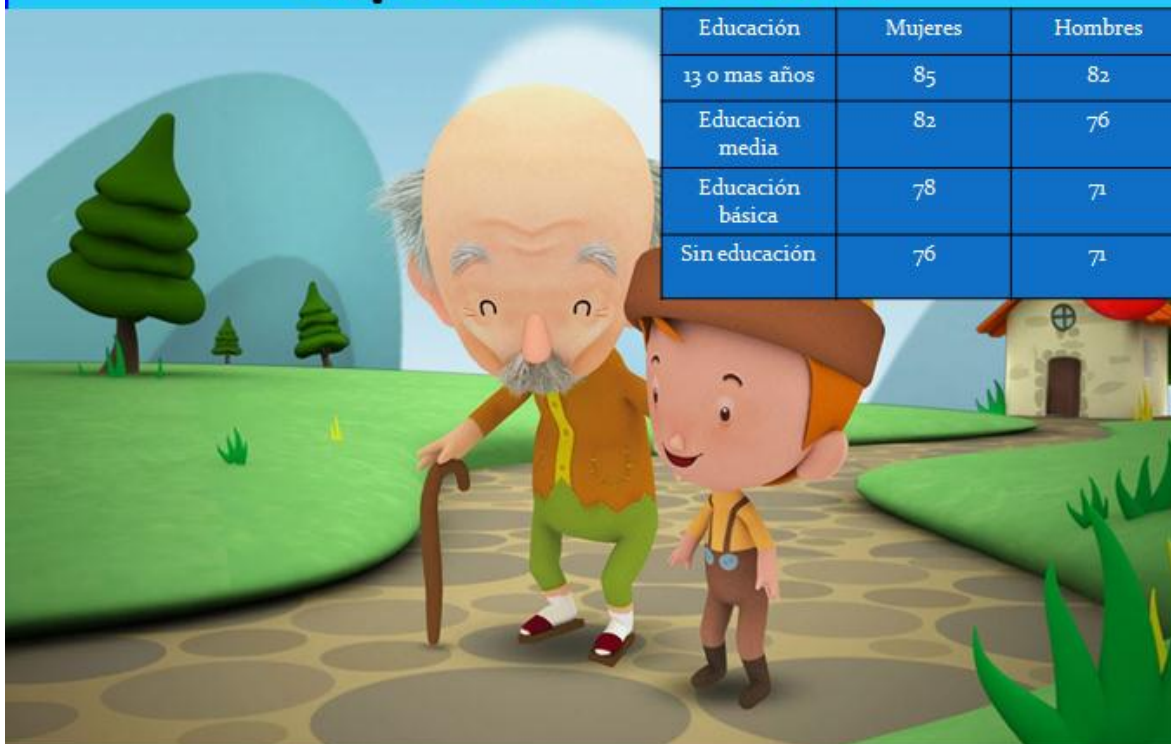 Educación Mujeres Hombres
13 o mas años 85 82
Educación 82 76
media
Educación 78 71
básica
Sin educación 76 71